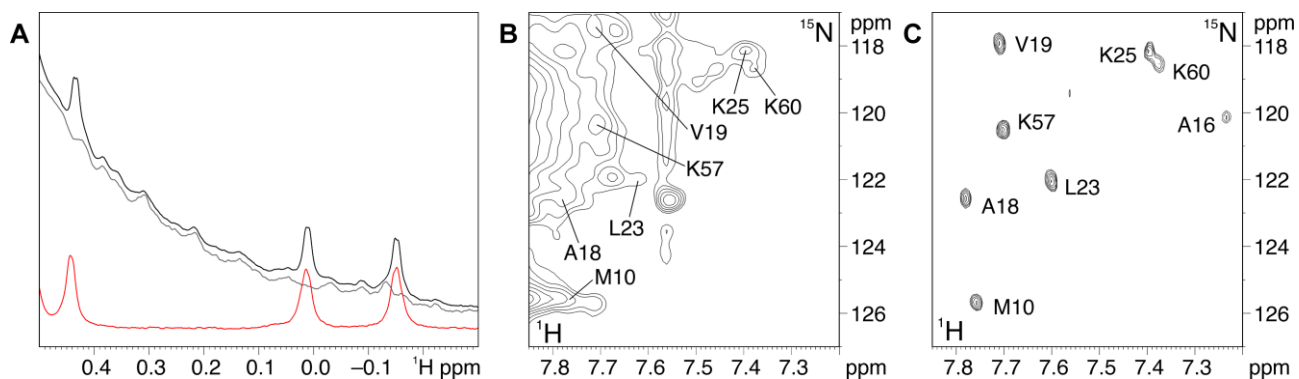 A
0.4 0.3 0.2 0.1 0.0 –0.1 ¹H ppm
B
¹⁵N
ppm
118
K25
K60
120
V19
K57
122
L23
A18
124
M10
126
¹H
7.8 7.7 7.6 7.5 7.4 7.3 ppm
C
¹⁵N
ppm
V19
K25
118
K60
K57
120
A16
L23
122
A18
124
M10
126
¹H
7.8 7.7 7.6 7.5 7.4 7.3 ppm